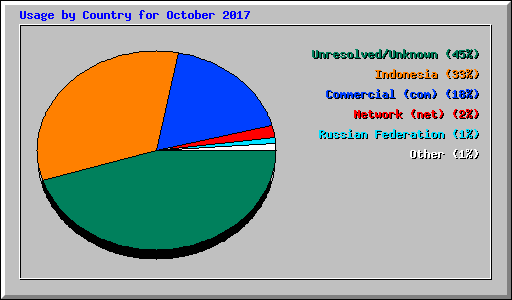 Usage by Country for October 2017
Unresolved/Unknown (45%)
Indonesia (33%)
Commercial (com) (18%)
Network (net) (2%)
Russian Federation (1%)
Other (1%)